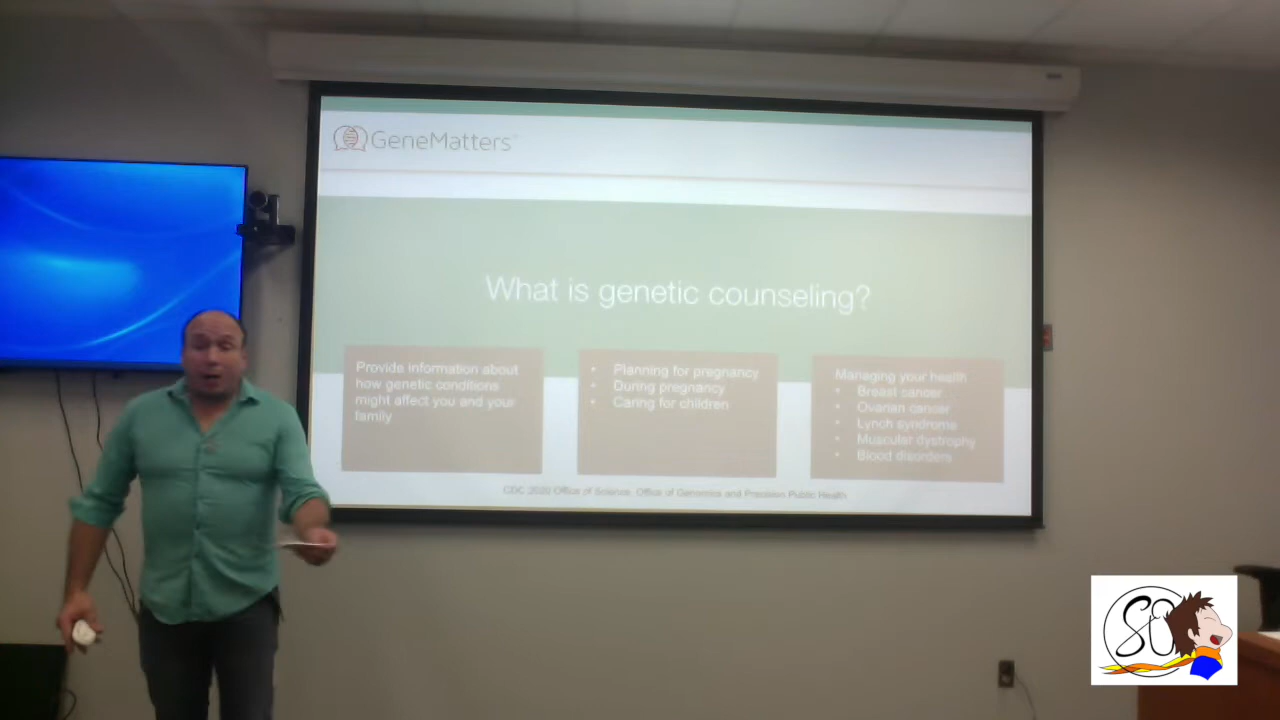 GeneMatters
What is genetic counseling?
Provide information about
how genetic conditions
might affect you and your
family
• Planning for pregnancy
• During pregnancy
• Caring for children
Managing your health
• Breast cancer
• Ovarian cancer
• Lynch syndrome
• Muscular dystrophy
• Blood disorders
CDC 2020 Office of Science, Office of Genomics and Precision Public Health